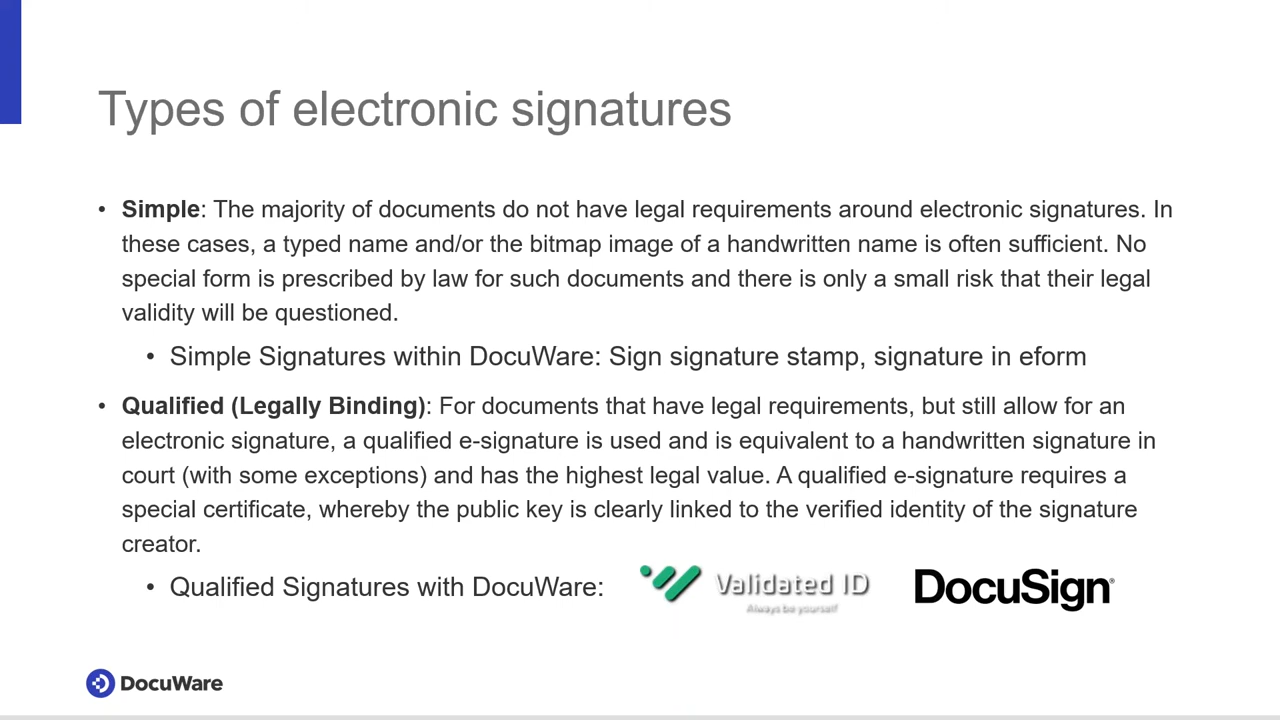 Types of electronic signatures
• Simple: The majority of documents do not have legal requirements around electronic signatures. In
these cases, a typed name and/or the bitmap image of a handwritten name is often sufficient. No
special form is prescribed by law for such documents and there is only a small risk that their legal
validity will be questioned.
• Simple Signatures within DocuWare: Sign signature stamp, signature in eform
• Qualified (Legally Binding): For documents that have legal requirements, but still allow for an
electronic signature, a qualified e-signature is used and is equivalent to a handwritten signature in
court (with some exceptions) and has the highest legal value. A qualified e-signature requires a
special certificate, whereby the public key is clearly linked to the verified identity of the signature
creator.
• Qualified Signatures with DocuWare: Validated ID DocuSign®
Always be yourself
DocuWare